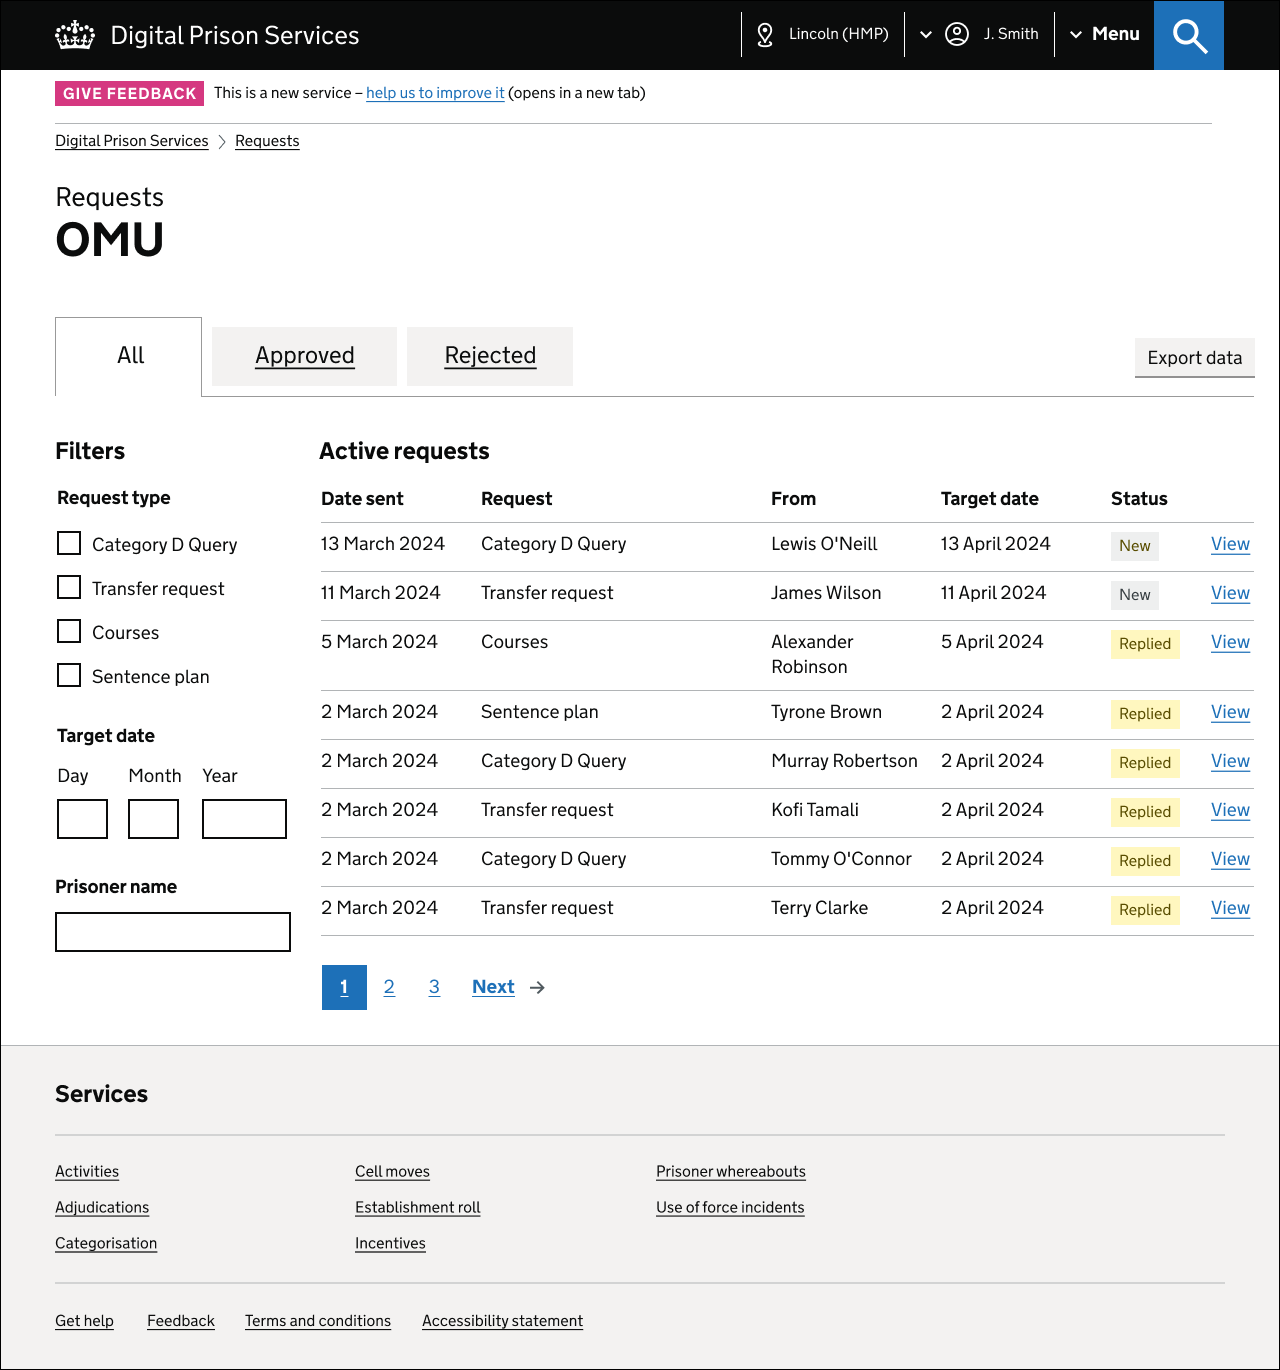 Digital Prison Services
Lincoln (HMP)
J. Smith
Menu
GIVE FEEDBACK This is a new service – help us to improve it (opens in a new tab)
Digital Prison Services Requests
Requests
OMU
All Approved Rejected
Export data
Filters
Request type
Category D Query
Transfer request
Courses
Sentence plan
Target date
Day Month Year
Prisoner name
Active requests
Date sent Request From Target date Status
13 March 2024 Category D Query Lewis O'Neill 13 April 2024 New View
11 March 2024 Transfer request James Wilson 11 April 2024 New View
5 March 2024 Courses Alexander Robinson 5 April 2024 Replied View
2 March 2024 Sentence plan Tyrone Brown 2 April 2024 Replied View
2 March 2024 Category D Query Murray Robertson 2 April 2024 Replied View
2 March 2024 Transfer request Kofi Tamali 2 April 2024 Replied View
2 March 2024 Category D Query Tommy O'Connor 2 April 2024 Replied View
2 March 2024 Transfer request Terry Clarke 2 April 2024 Replied View
1 2 3 Next
Services
Activities Cell moves Prisoner whereabouts
Adjudications Establishment roll Use of force incidents
Categorisation Incentives
Get help Feedback Terms and conditions Accessibility statement